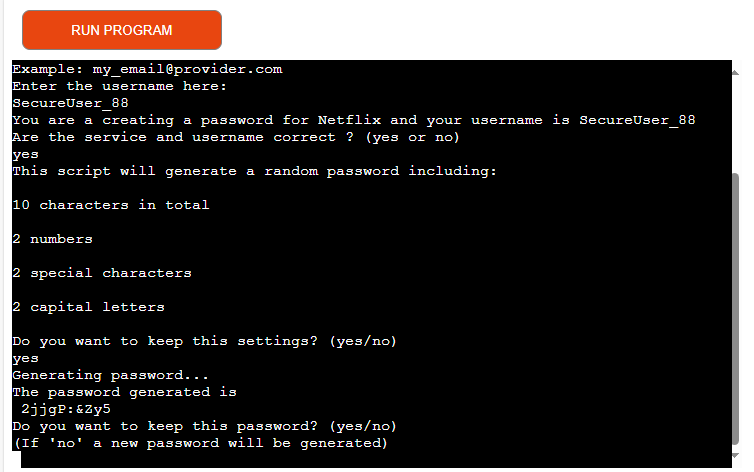 RUN PROGRAM
Example: my_email@provider.com
Enter the username here:
SecureUser_88
You are a creating a password for Netflix and your username is SecureUser_88
Are the service and username correct ? (yes or no)
yes
This script will generate a random password including:
10 characters in total
2 numbers
2 special characters
2 capital letters
Do you want to keep this settings? (yes/no)
yes
Generating password...
The password generated is
2jjgP:&Zy5
Do you want to keep this password? (yes/no)
(If 'no' a new password will be generated)